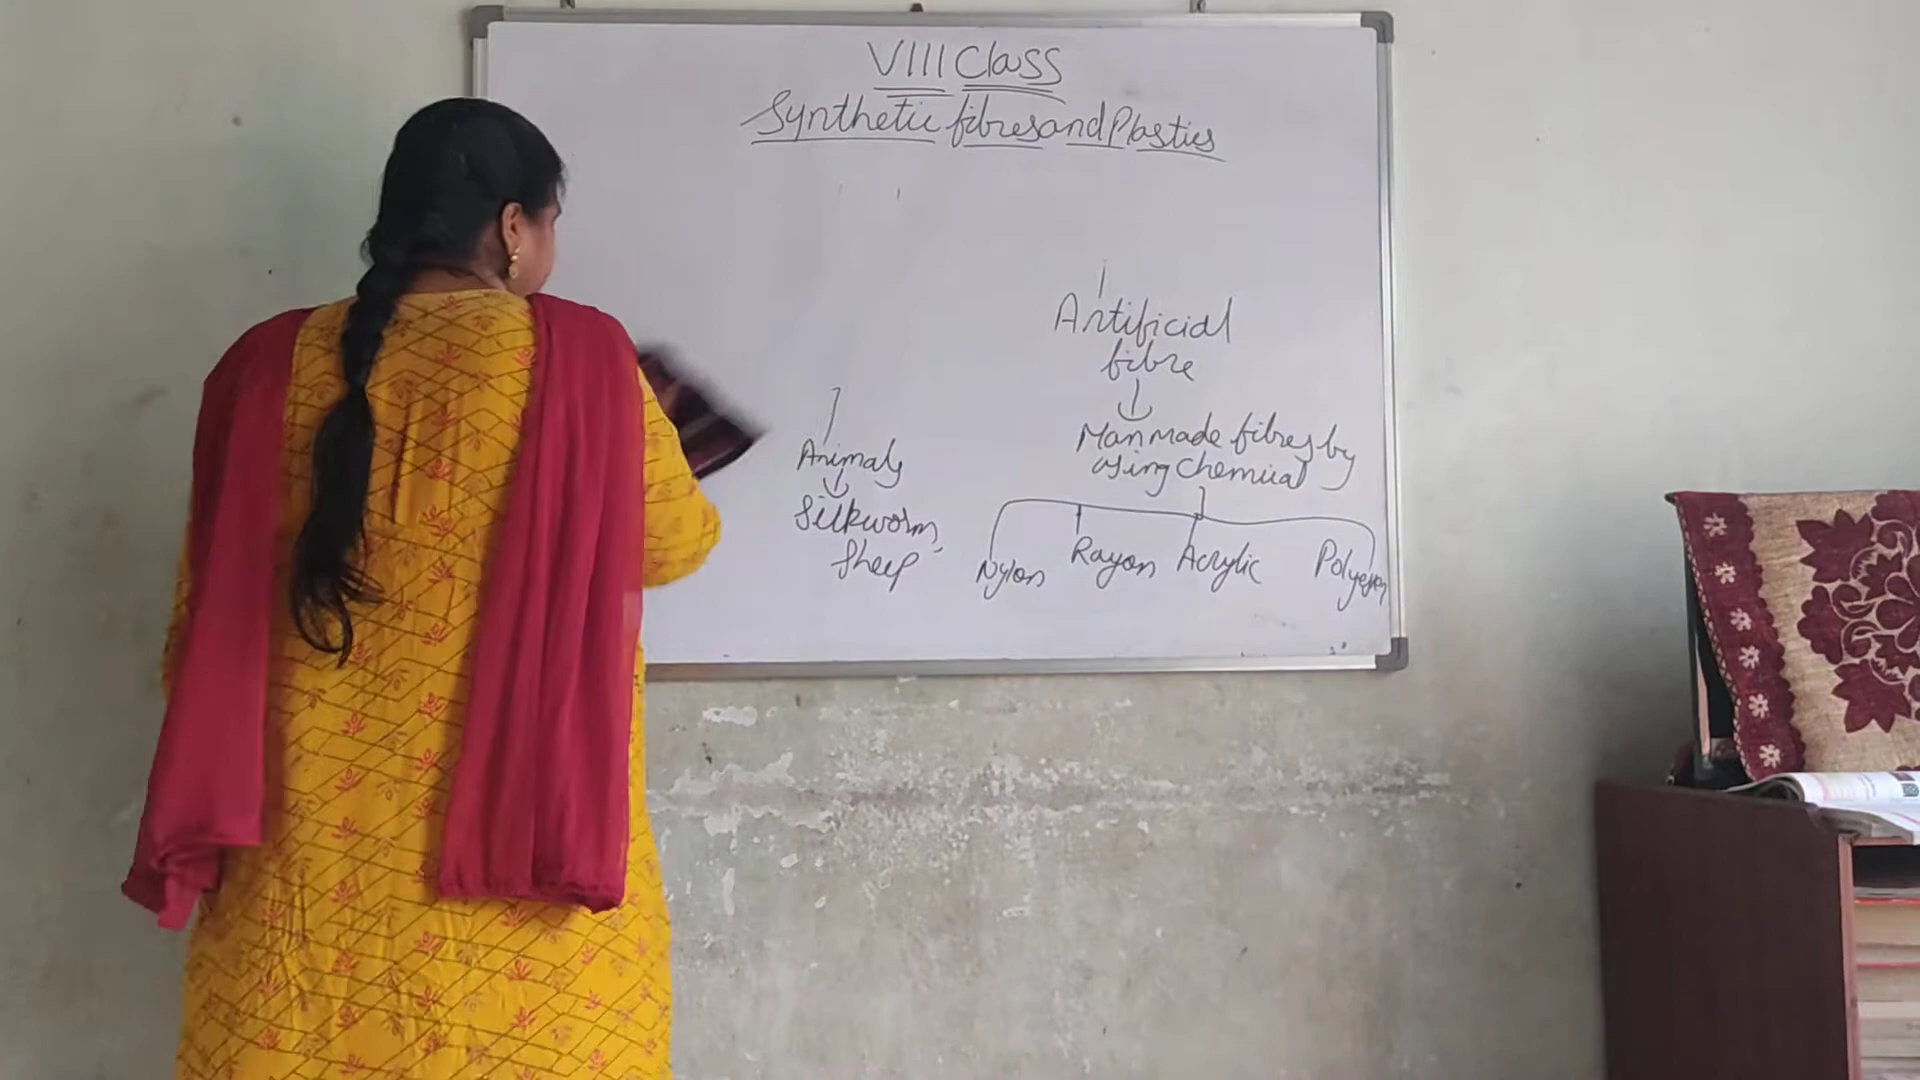 VIII Class
Synthetic fibres and Plastics
Artificial
fibre
Man made fibres by
using Chemical
Animals
Silkworm,
Sheep
Nylon Rayon Acrylic